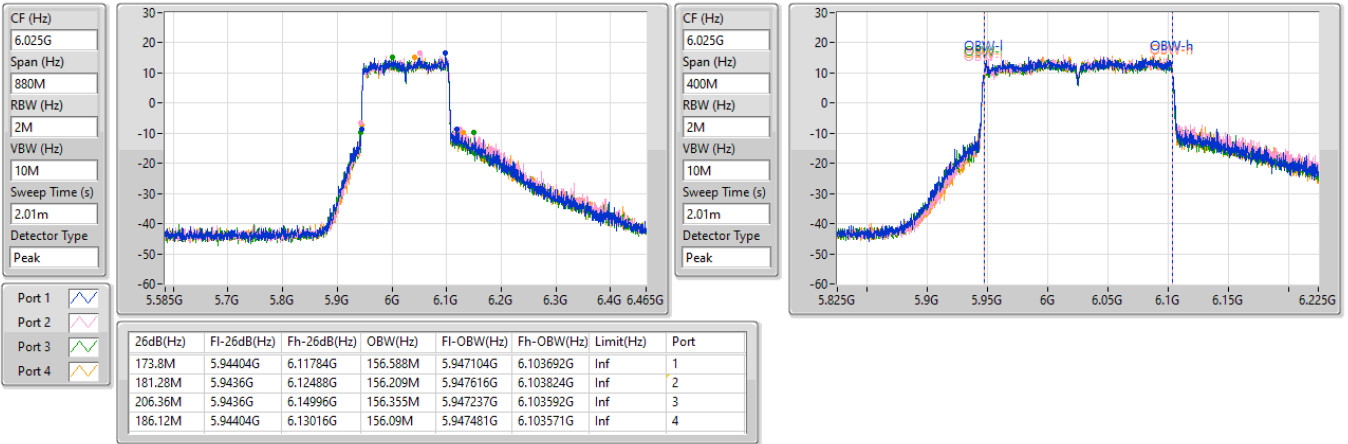 CF (Hz)
6.025G
Span (Hz)
880M
RBW (Hz)
2M
VBW (Hz)
10M
Sweep Time (s)
2.01m
Detector Type
Peak
30
20
10
0
-10
-20
-30
-40
-50
-60
5.585G 5.7G 5.8G 5.9G 6G 6.1G 6.2G 6.3G 6.4G 6.465G
CF (Hz)
6.025G
Span (Hz)
400M
RBW (Hz)
2M
VBW (Hz)
10M
Sweep Time (s)
2.01m
Detector Type
Peak
30
20
10
0
-10
-20
-30
-40
-50
-60
OBW-l OBW-h
5.825G 5.9G 5.95G 6G 6.05G 6.1G 6.15G 6.225G
Port 1
Port 2
Port 3
Port 4
26dB(Hz) Fl-26dB(Hz) Fh-26dB(Hz) OBW(Hz) Fl-OBW(Hz) Fh-OBW(Hz) Limit(Hz) Port
173.8M 5.94404G 6.11784G 156.588M 5.947104G 6.103692G Inf 1
181.28M 5.9436G 6.12488G 156.209M 5.947616G 6.103824G Inf 2
206.36M 5.9436G 6.14996G 156.355M 5.947237G 6.103592G Inf 3
186.12M 5.94404G 6.13016G 156.09M 5.947481G 6.103571G Inf 4